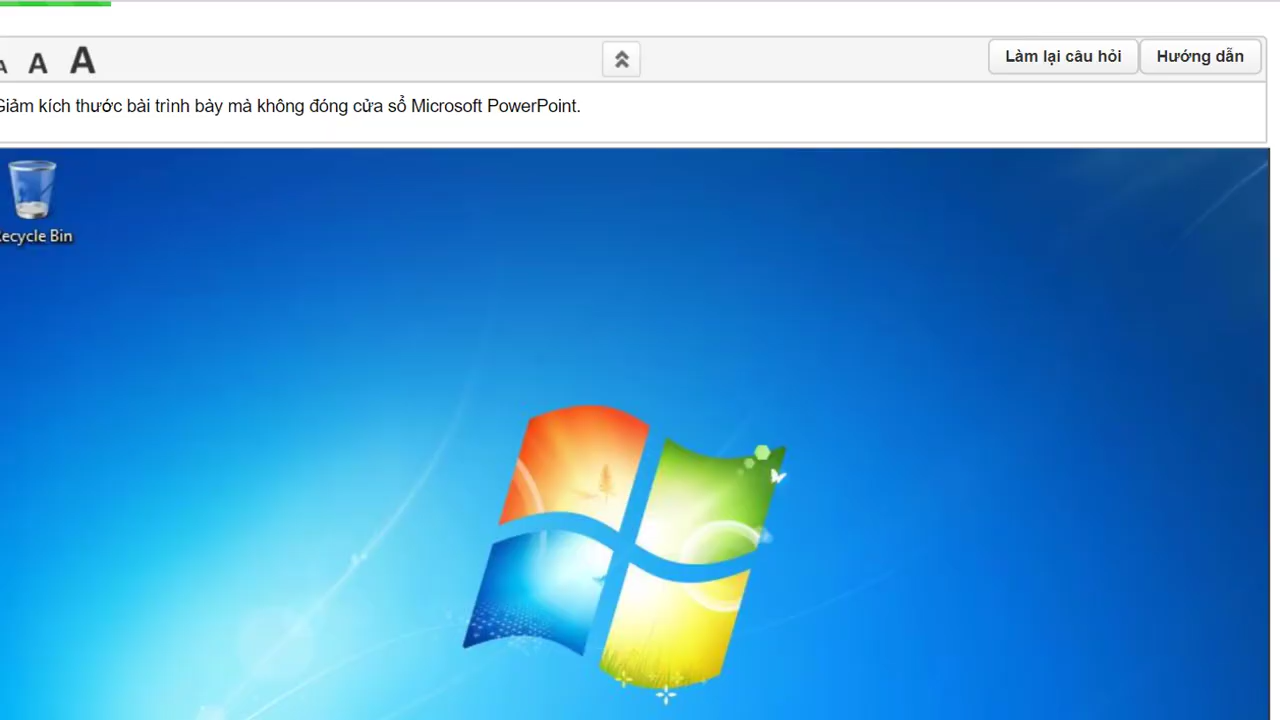 A A A
Làm lại câu hỏi
Hướng dẫn
Giảm kích thước bài trình bày mà không đóng cửa sổ Microsoft PowerPoint.
Recycle Bin